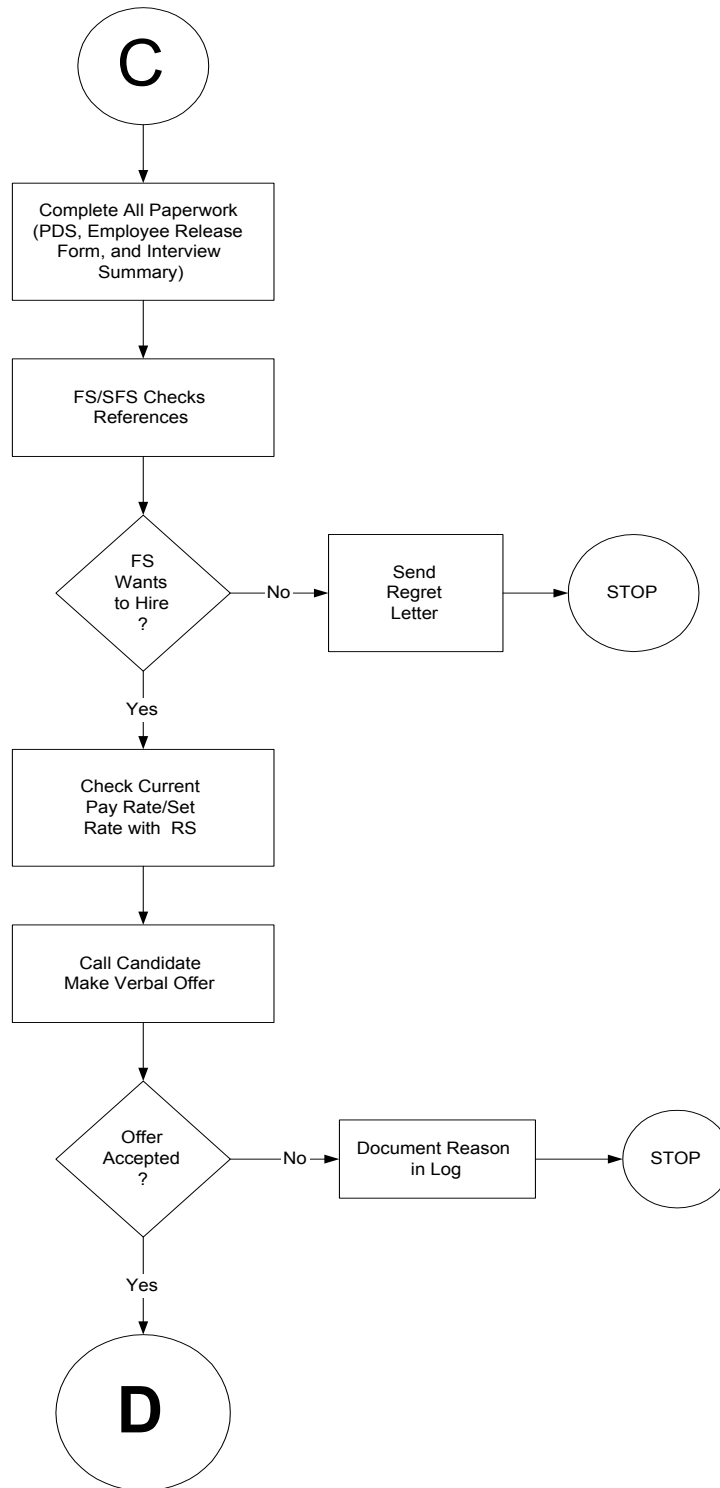 C
Complete All Paperwork
(PDS, Employee Release
Form, and Interview
Summary)
FS/SFS Checks
References
FS
Wants
to Hire
?
No
Send
Regret
Letter
STOP
Yes
Check Current
Pay Rate/Set
Rate with RS
Call Candidate
Make Verbal Offer
Offer
Accepted
?
No
Document Reason
in Log
STOP
Yes
D